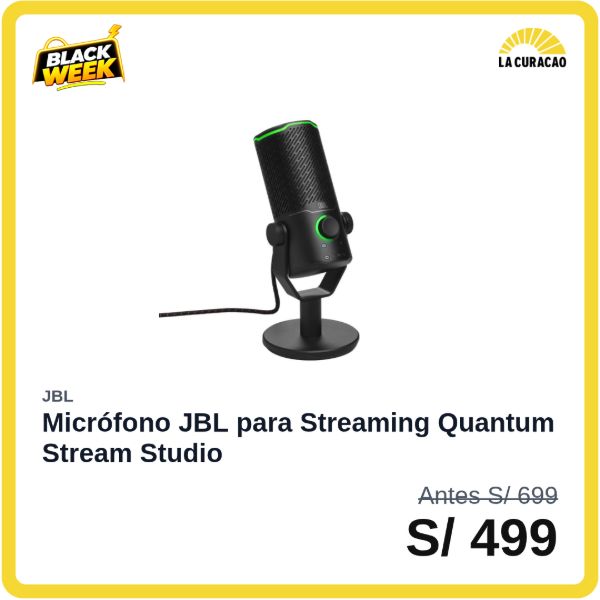 BLACK
WEEK
LA CURACAO
JBL
Micrófono JBL para Streaming Quantum
Stream Studio
Antes S/ 699
S/ 499